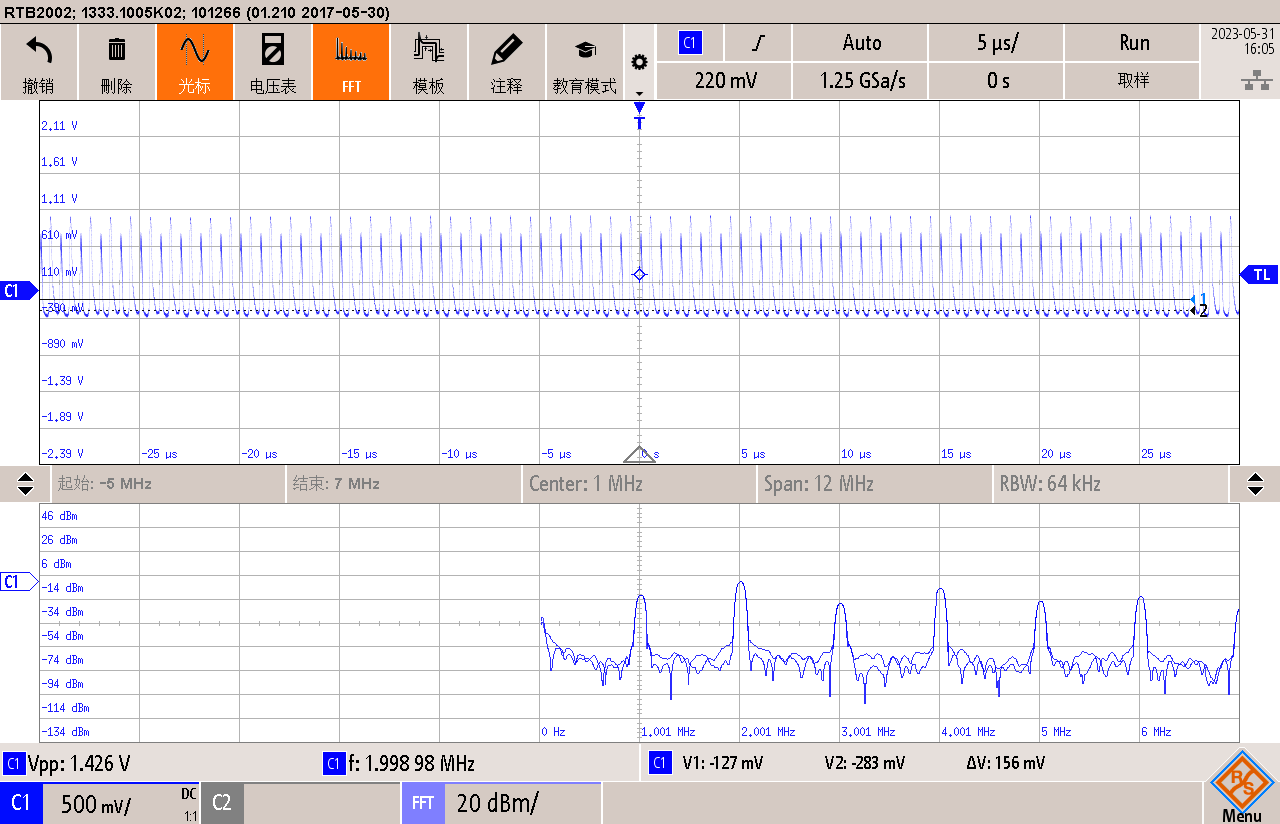 RTB2002; 1333.1005K02; 101266 (01.210 2017-05-30)
撤销 删除 光标 电压表 FFT 模板 注释 教育模式
C1 Auto 5 µs/ Run
220 mV 1.25 GSa/s 0 s 取样
2023-05-31
16:05
T
2.11 V
1.61 V
1.11 V
610 mV
110 mV
C1
TL
-390 mV
1
2
-890 mV
-1.39 V
-1.89 V
-2.39 V -25 µs -20 µs -15 µs -10 µs -5 µs 0 s 5 µs 10 µs 15 µs 20 µs 25 µs
起始: -5 MHz 结束: 7 MHz Center: 1 MHz Span: 12 MHz RBW: 64 kHz
46 dBm
26 dBm
6 dBm
C1
-14 dBm
-34 dBm
-54 dBm
-74 dBm
-94 dBm
-114 dBm
-134 dBm 0 Hz 1,001 MHz 2,001 MHz 3,001 MHz 4,001 MHz 5 MHz 6 MHz
C1 Vpp: 1.426 V C1 f: 1.998 98 MHz C1 V1: -127 mV V2: -283 mV ΔV: 156 mV
C1 500 mV/ DC 1:1 C2 FFT 20 dBm/
R S
Menu